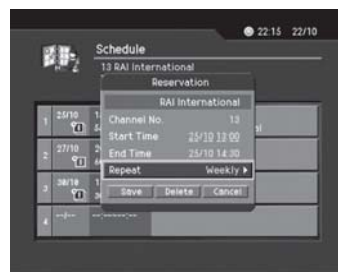 22:15 22/10
Schedule
13 RAI International
Reservation
RAI International
Channel No. 13
Start Time 25/10 13:00
End Time 25/10 14:30
Repeat Weekly
Save Delete Cancel
1 25/10
2 27/10
3 30/10
4 --/--  --:--~--:--